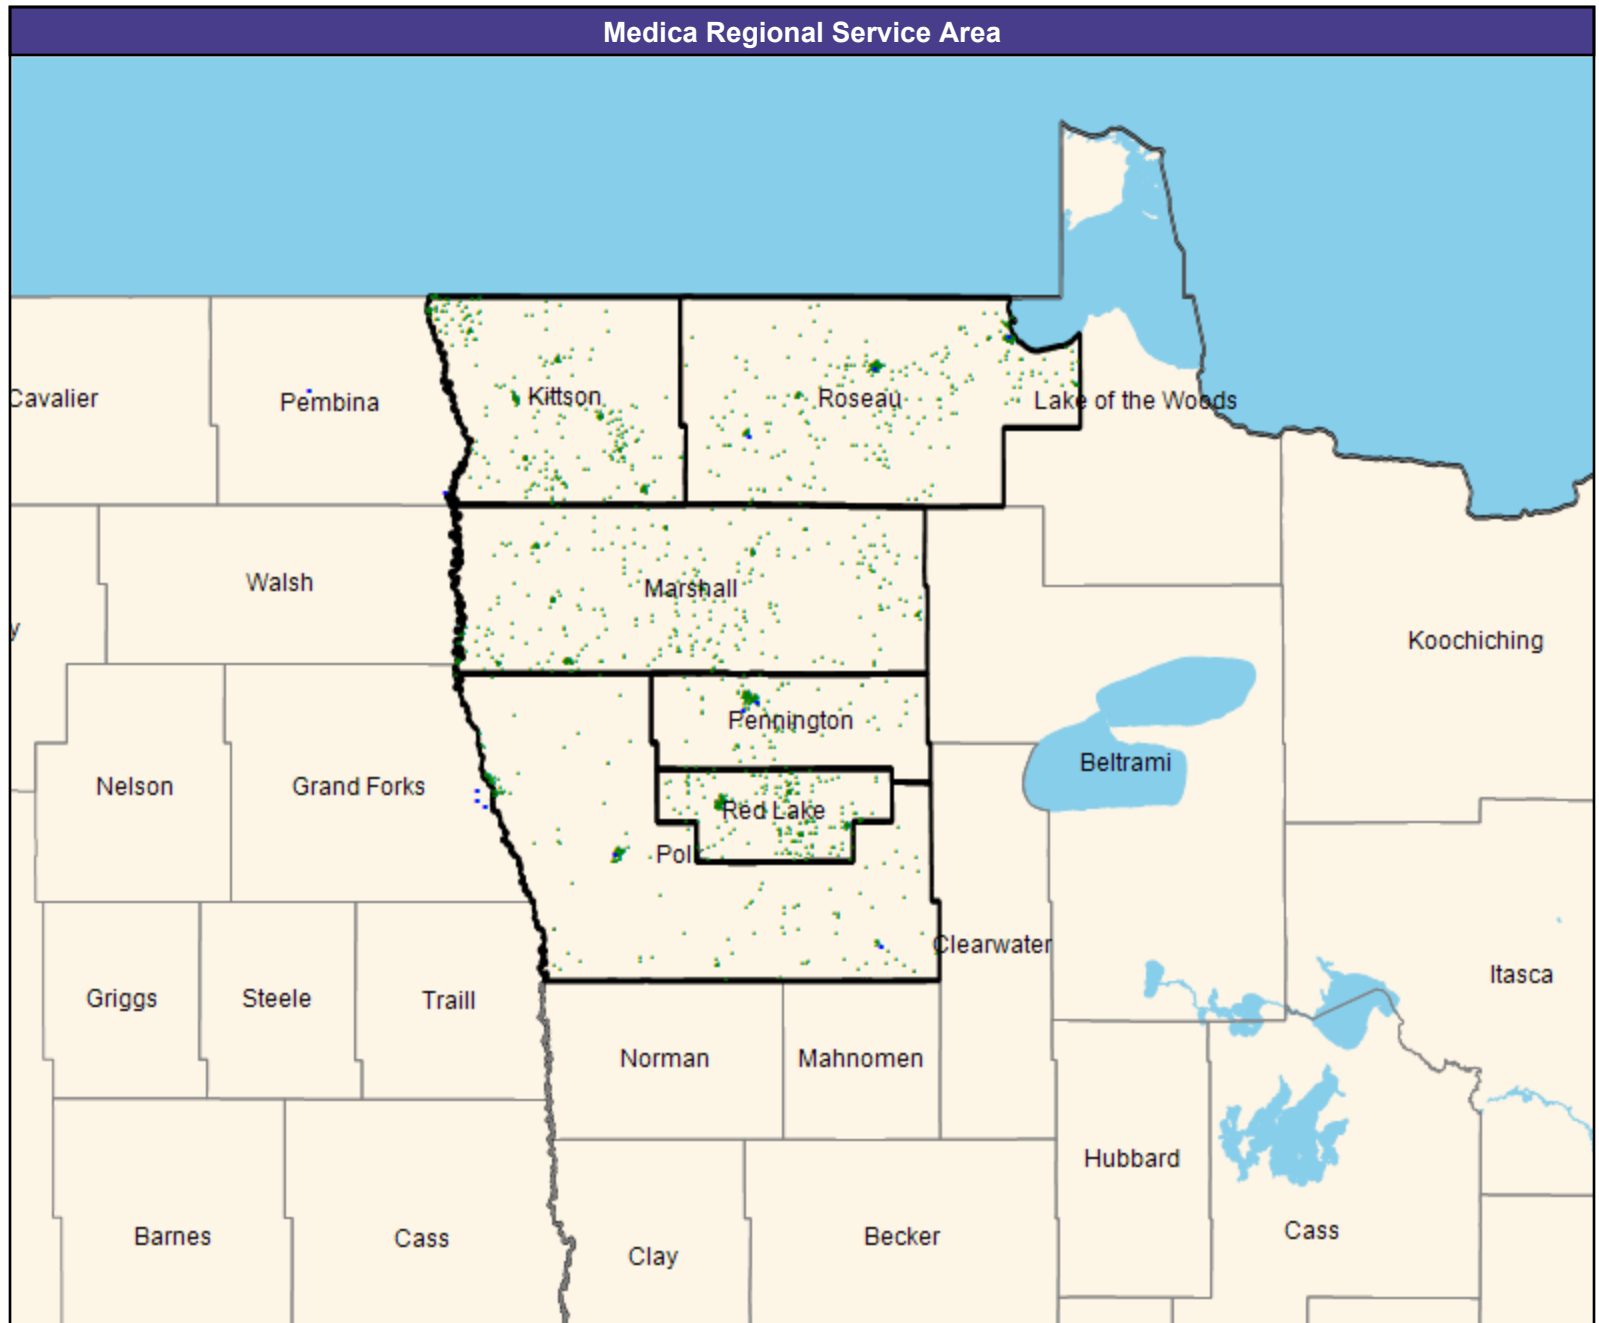 Medica Regional Service Area
Cavalier
Pembina
Kittson
Roseau
Lake of the Woods
Walsh
Marshall
y
Koochiching
Pennington
Beltrami
Nelson
Grand Forks
Red Lake
Pol
Clearwater
Itasca
Griggs
Steele
Traill
Norman
Mahnomen
Hubbard
Barnes
Cass
Clay
Becker
Cass